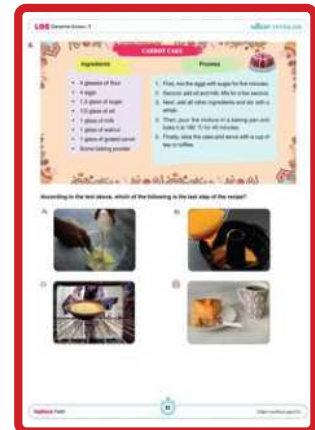 LGS
CARROT CAKE
Ingredients
Process
• 4 glasses of flour
• 4 eggs
• 1,5 glass of sugar
• 1/2 glass of oil
• 1 glass of milk
• 1 glass of walnut
• 1 glass of grated carrot
• Some baking powder
1. First, mix the eggs with sugar for five minutes.
2. Second, add oil and milk. Mix for a few second.
3. Next, add all other ingredients and stir with a
whisk.
4. Then, pour the mixture in a baking pan and
bake it at 180 °C for 45 minutes.
5. Finally, slice the cake and serve with a cup of
tea or coffee.
According to the text above, which of the following is the last step of the recipe?
A)
B)
C)
D)